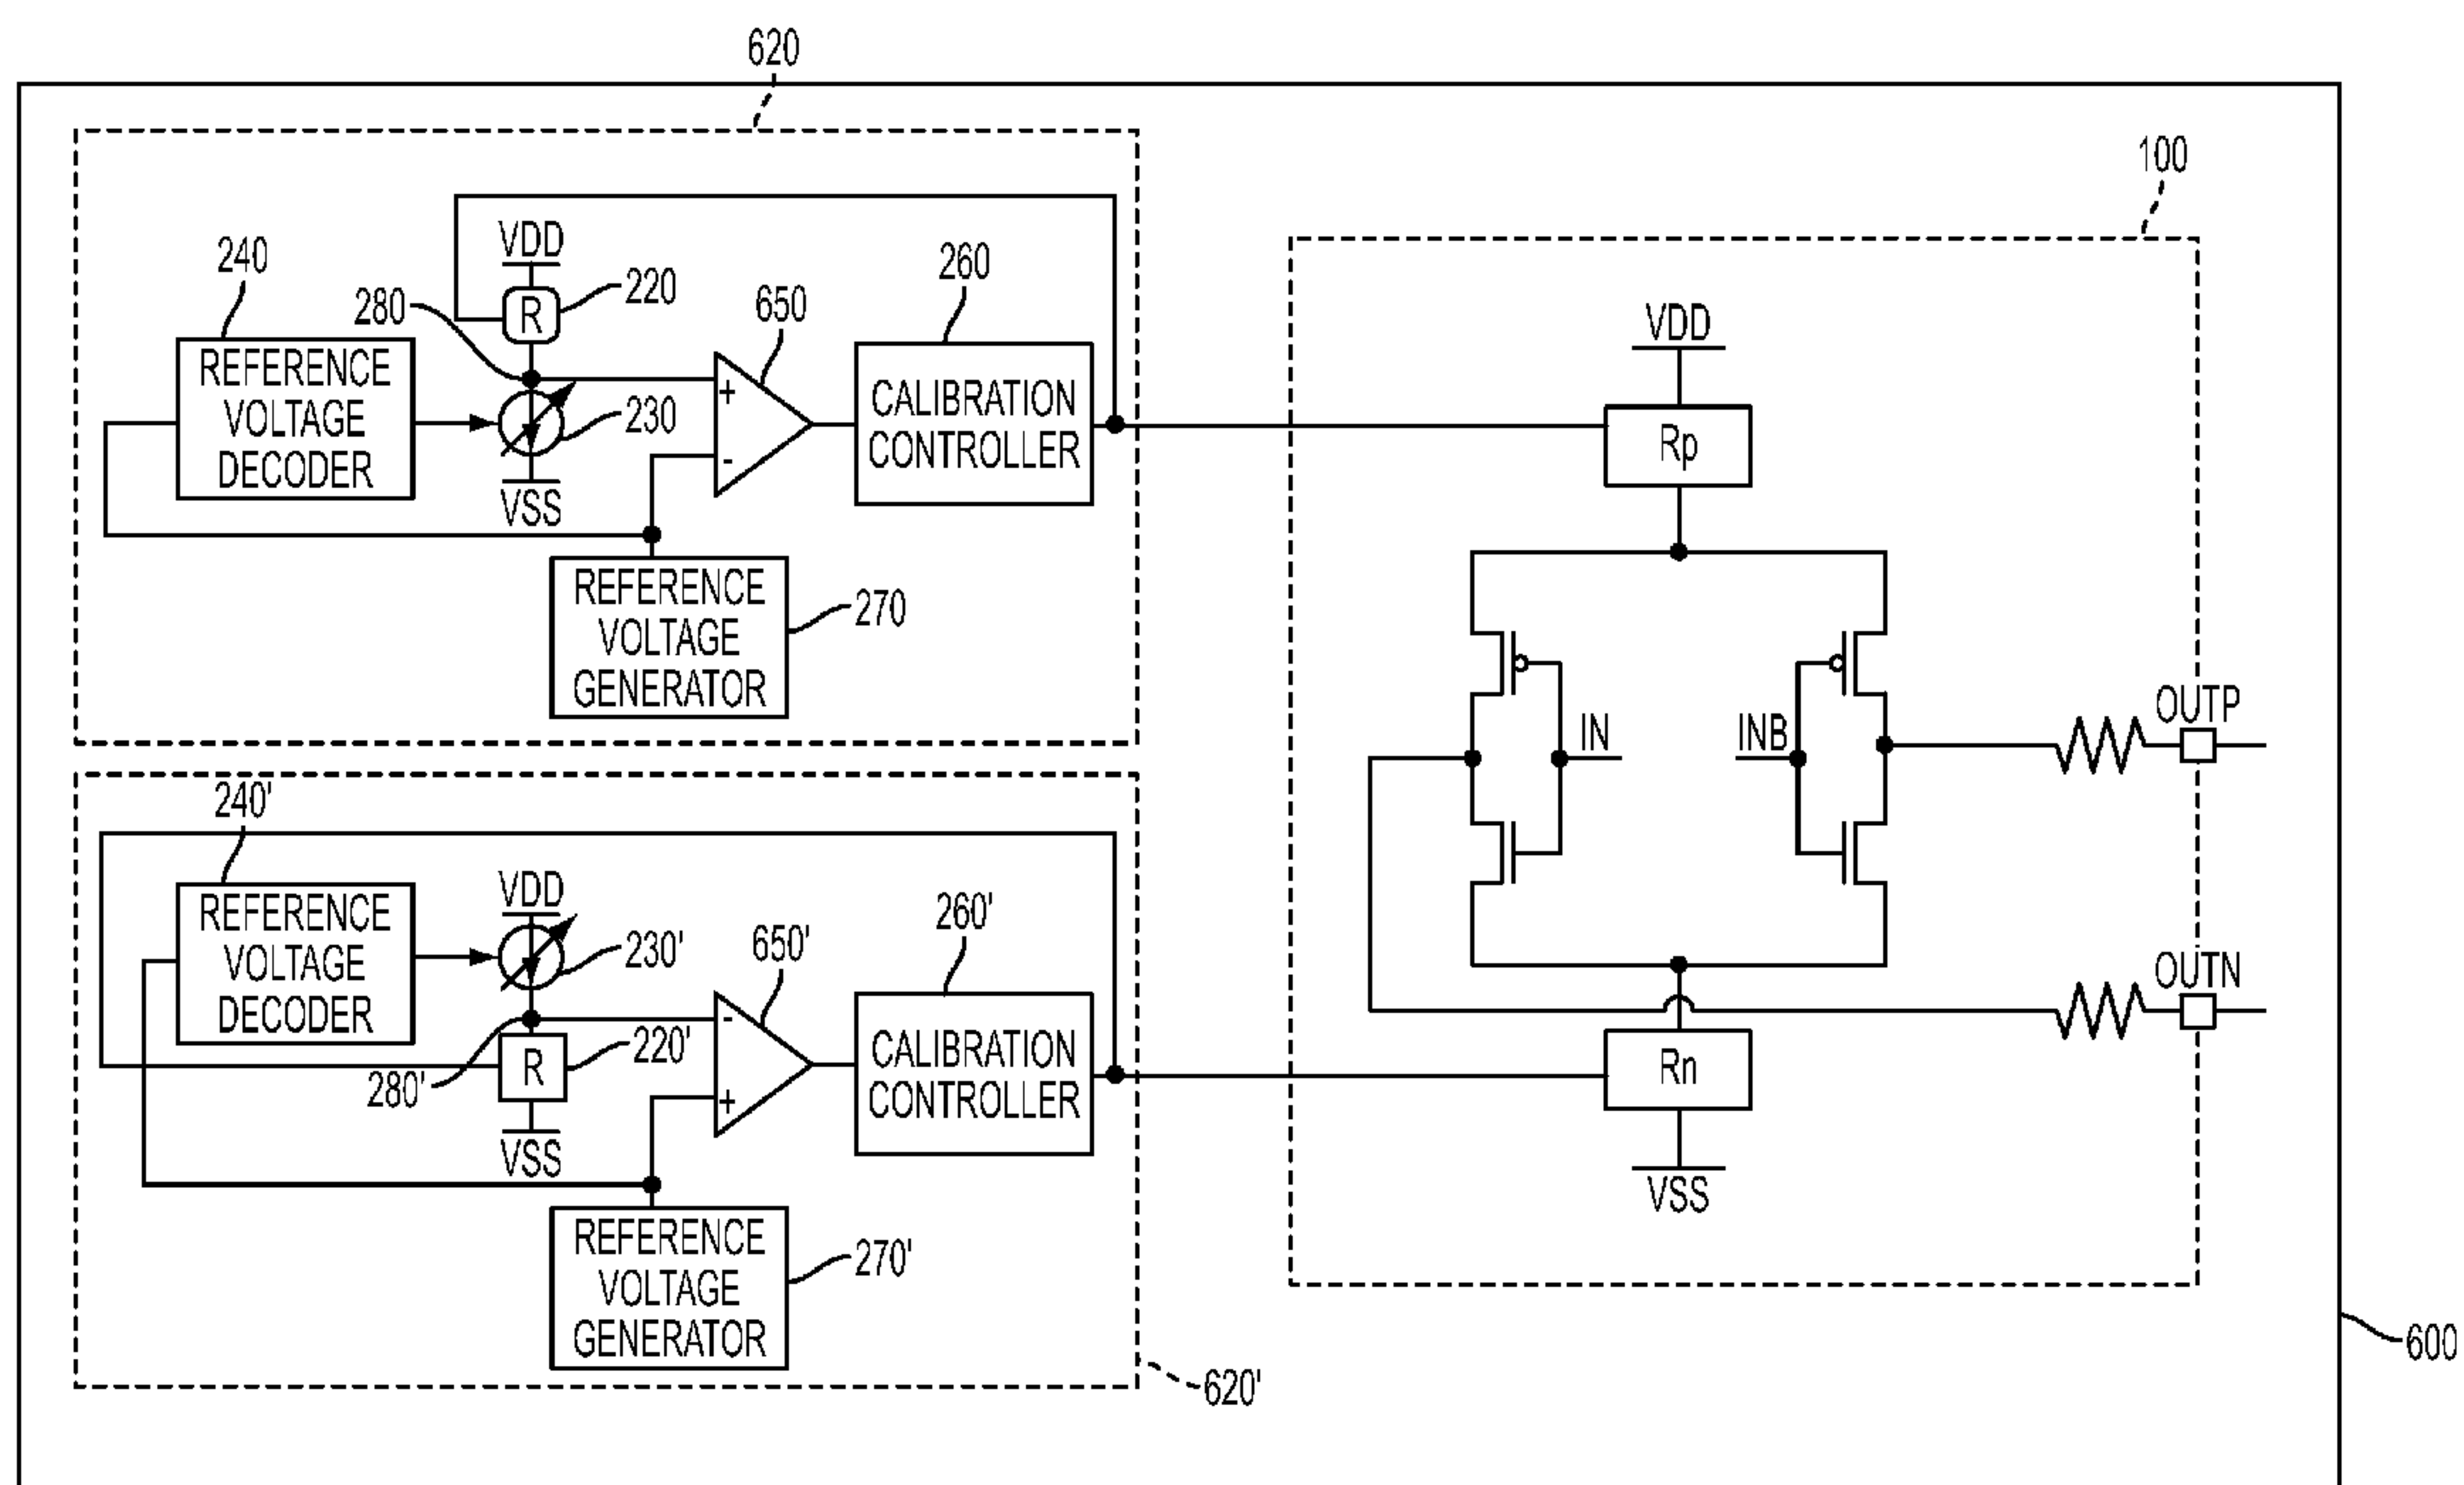 620
100
240
VDD
220
280
R
650
260
REFERENCE
VOLTAGE
DECODER
230
VSS
+
-
CALIBRATION
CONTROLLER
REFERENCE
VOLTAGE
GENERATOR
270
VDD
Rp
IN
INB
OUTP
OUTN
Rn
VSS
240'
VDD
230'
REFERENCE
VOLTAGE
DECODER
650'
260'
-
+
R
220'
280'
VSS
CALIBRATION
CONTROLLER
REFERENCE
VOLTAGE
GENERATOR
270'
620'
600